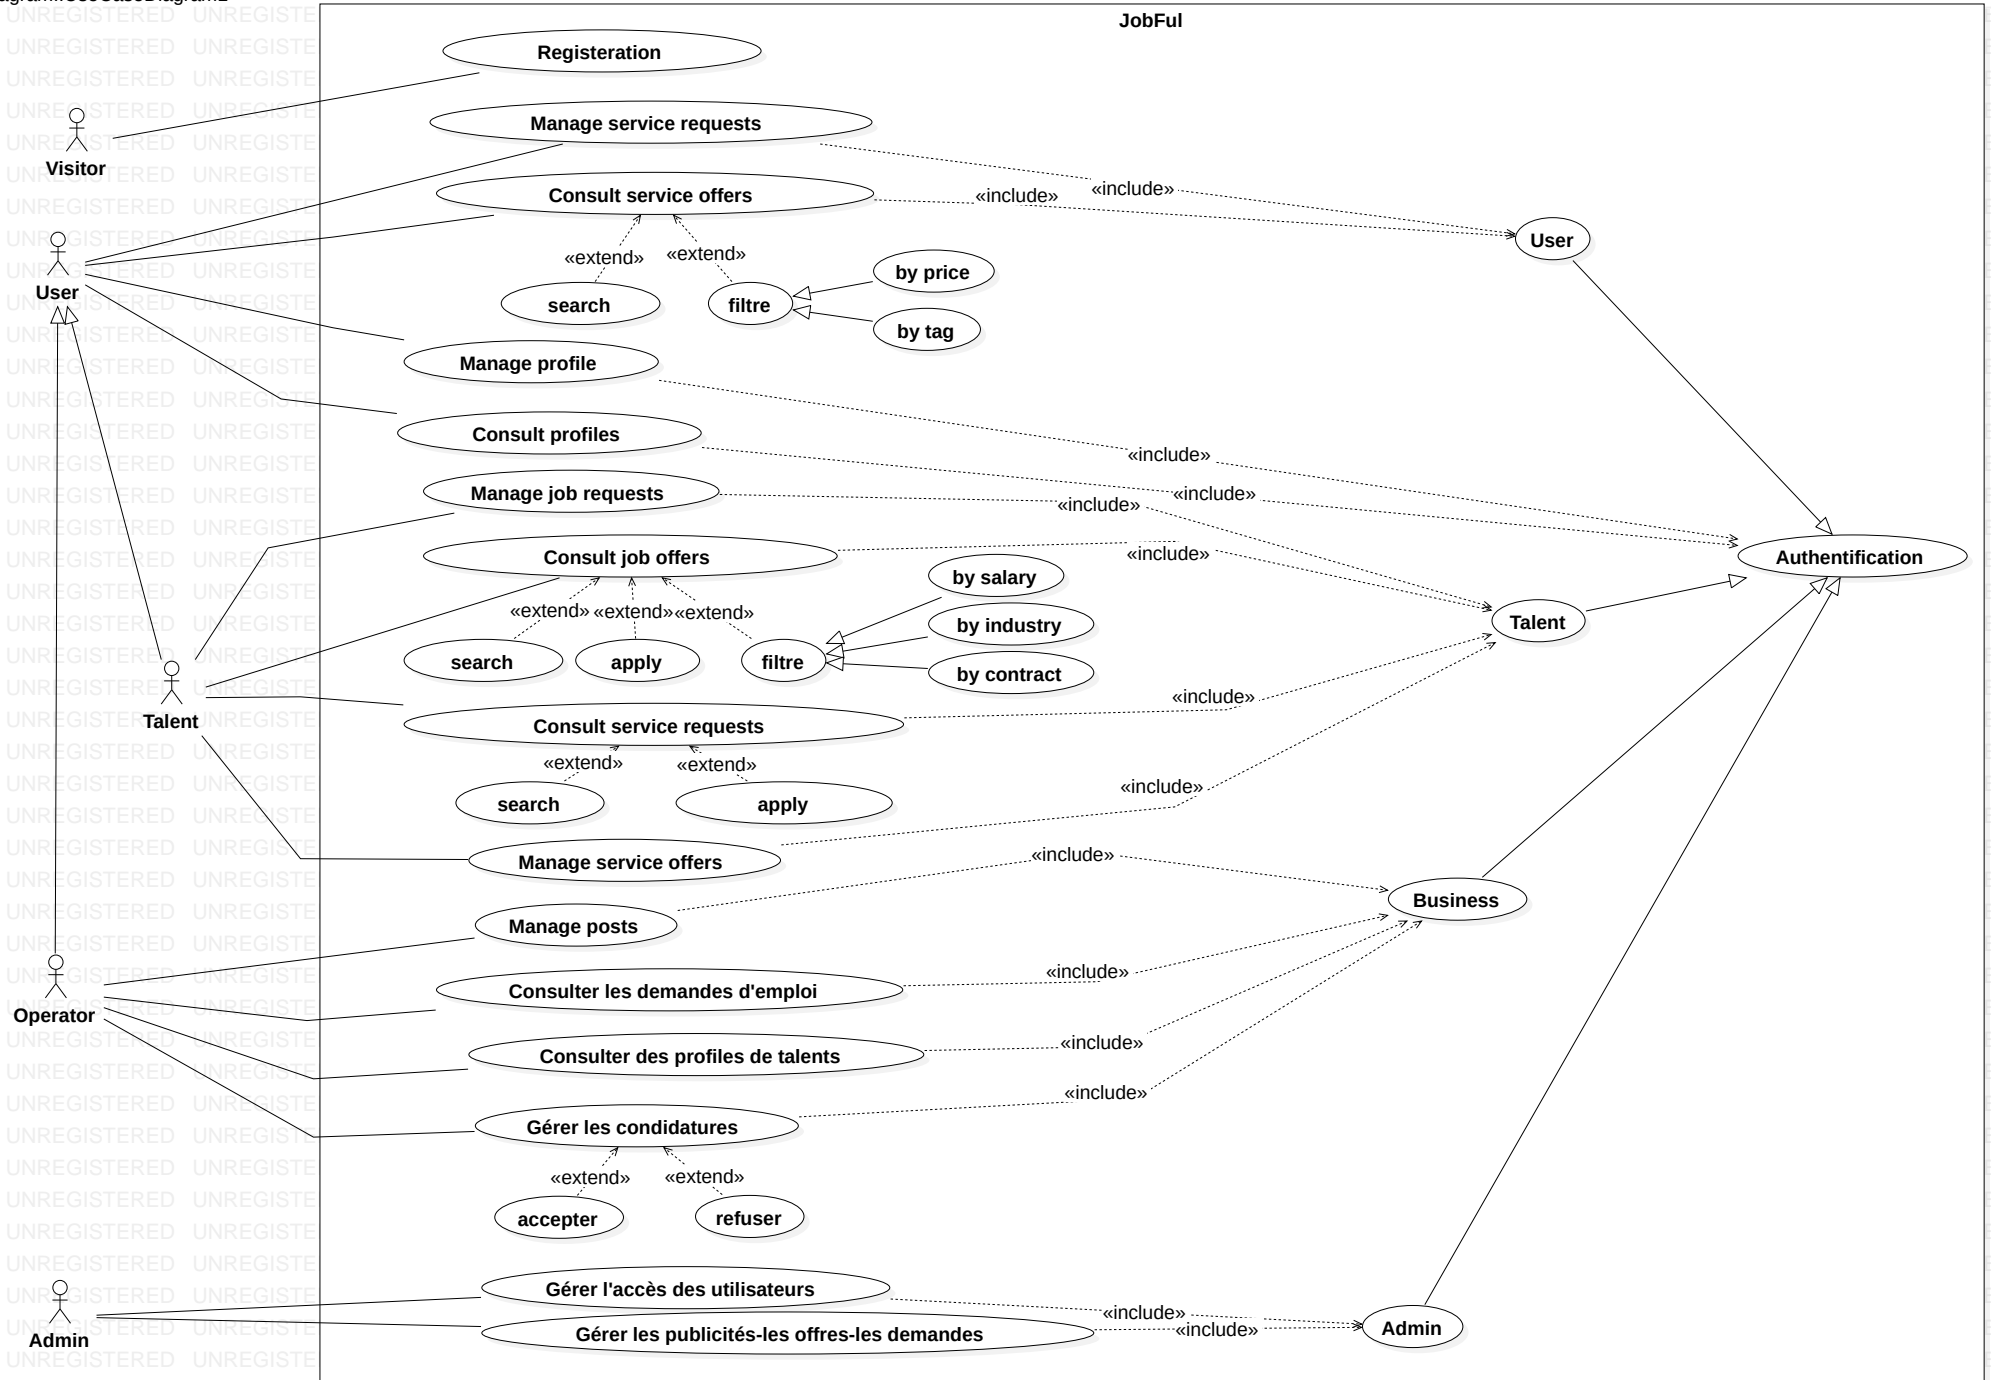 JobFul
Registeration
Manage service requests
Visitor
Consult service offers
«include»
«include»
User
User
«extend»
«extend»
by price
search
filtre
by tag
Manage profile
Consult profiles
«include»
Manage job requests
«include»
«include»
Consult job offers
«include»
Authentification
by salary
«extend»
«extend»
«extend»
by industry
Talent
search
apply
filtre
by contract
«include»
Talent
Consult service requests
«extend»
«extend»
«include»
search
apply
Manage service offers
«include»
Business
Manage posts
«include»
Consulter les demandes d'emploi
Operator
«include»
Consulter des profiles de talents
«include»
Gérer les condidatures
«extend»
«extend»
accepter
refuser
Gérer l'accès des utilisateurs
«include»
Admin
Gérer les publicités-les offres-les demandes
«include»
Admin
UNREGISTERED